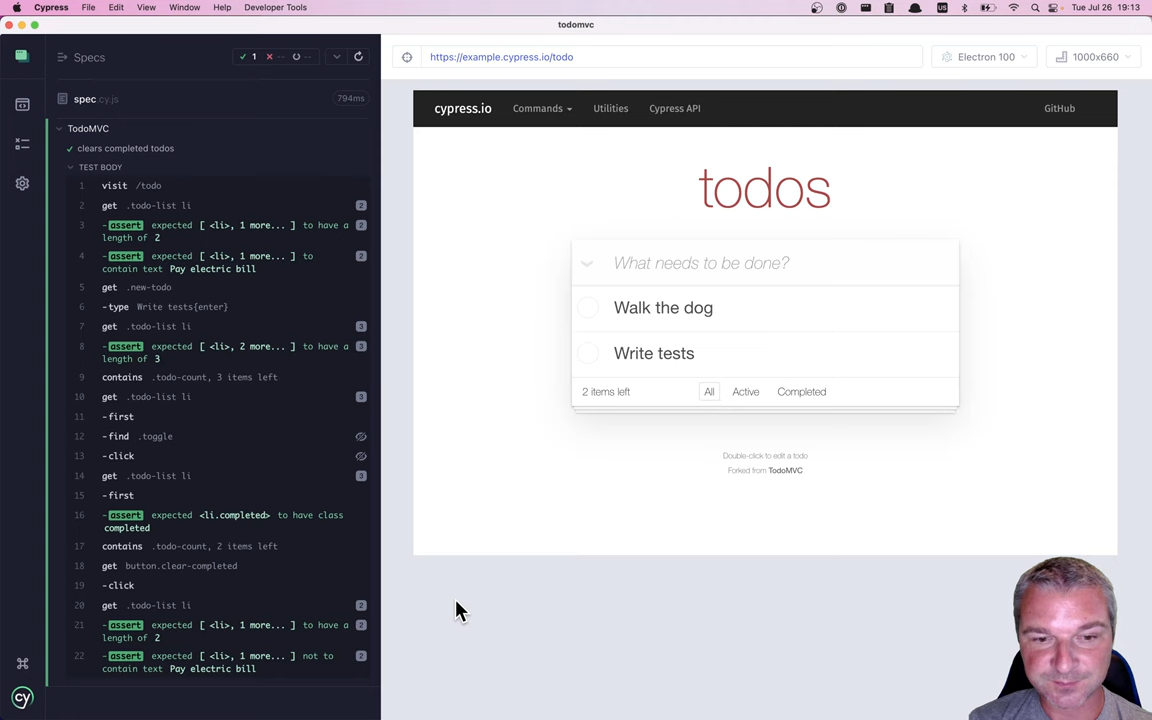 Cypress File Edit View Window Help Developer Tools US Tue Jul 26 19:13
todomvc
Specs 1 -- --
spec.cy.js 794ms
TodoMVC
clears completed todos
TEST BODY
1 visit /todo
2 get .todo-list li 2
3 -assert expected [ <li>, 1 more... ] to have a 2
length of 2
4 -assert expected [ <li>, 1 more... ] to 2
contain text Pay electric bill
5 get .new-todo
6 -type Write tests{enter}
7 get .todo-list li 3
8 -assert expected [ <li>, 2 more... ] to have a 3
length of 3
9 contains .todo-count, 3 items left
10 get .todo-list li 3
11 -first
12 -find .toggle
13 -click
14 get .todo-list li 3
15 -first
16 -assert expected <li.completed> to have class
completed
17 contains .todo-count, 2 items left
18 get button.clear-completed
19 -click
20 get .todo-list li 2
21 -assert expected [ <li>, 1 more... ] to have a 2
length of 2
22 -assert expected [ <li>, 1 more... ] not to 2
contain text Pay electric bill
cy
https://example.cypress.io/todo Electron 100 1000x660
cypress.io Commands Utilities Cypress API GitHub
todos
What needs to be done?
Walk the dog
Write tests
2 items left All Active Completed
Double-click to edit a todo
Forked from TodoMVC